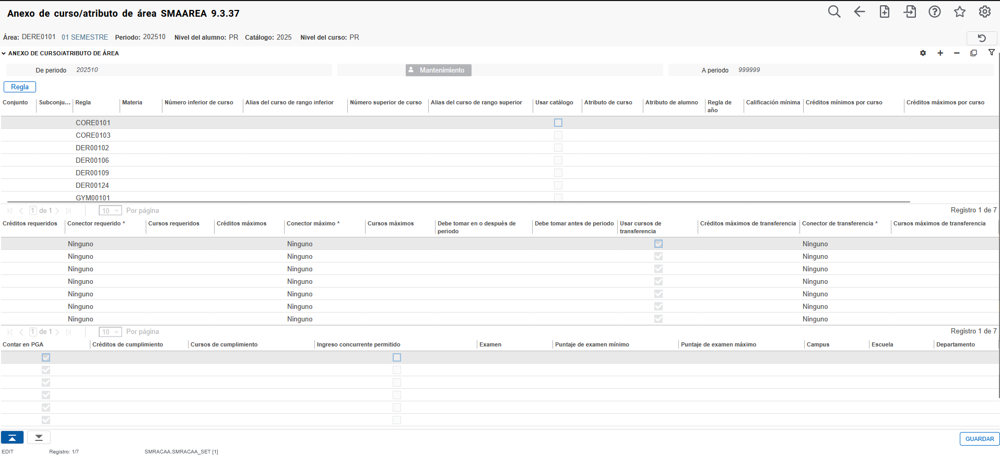 Anexo de curso/atributo de área SMAAREA 9.3.37
Área: DERE0101 01 SEMESTRE Periodo: 202510 Nivel del alumno: PR Catálogo: 2025 Nivel del curso: PR
ANEXO DE CURSO/ATRIBUTO DE ÁREA
De periodo 202510 Mantenimiento A periodo 999999
Regla
Conjunto Subconju... Regla Materia Número inferior de curso Alias del curso de rango inferior Número superior de curso Alias del curso de rango superior Usar catálogo Atributo de curso Atributo de alumno Regla de año Calificación mínima Créditos mínimos por curso Créditos máximos por curso
CORE0101
CORE0103
DER00102
DER00106
DER00109
DER00124
GYM00101
1 de 1 10 Por página Registro 1 de 7
Créditos requeridos Conector requerido * Cursos requeridos Créditos máximos Conector máximo * Cursos máximos Debe tomar en o después de periodo Debe tomar antes de periodo Usar cursos de transferencia Créditos máximos de transferencia Conector de transferencia * Cursos máximos de transferencia
Ninguno Ninguno Ninguno
Ninguno Ninguno Ninguno
Ninguno Ninguno Ninguno
Ninguno Ninguno Ninguno
Ninguno Ninguno Ninguno
Ninguno Ninguno Ninguno
Ninguno Ninguno Ninguno
1 de 1 10 Por página Registro 1 de 7
Contar en PGA Créditos de cumplimiento Cursos de cumplimiento Ingreso concurrente permitido Examen Puntaje de examen mínimo Puntaje de examen máximo Campus Escuela Departamento
GUARDAR
EDIT Registro: 1/7 SMRACAA.SMRACAA_SET [1]